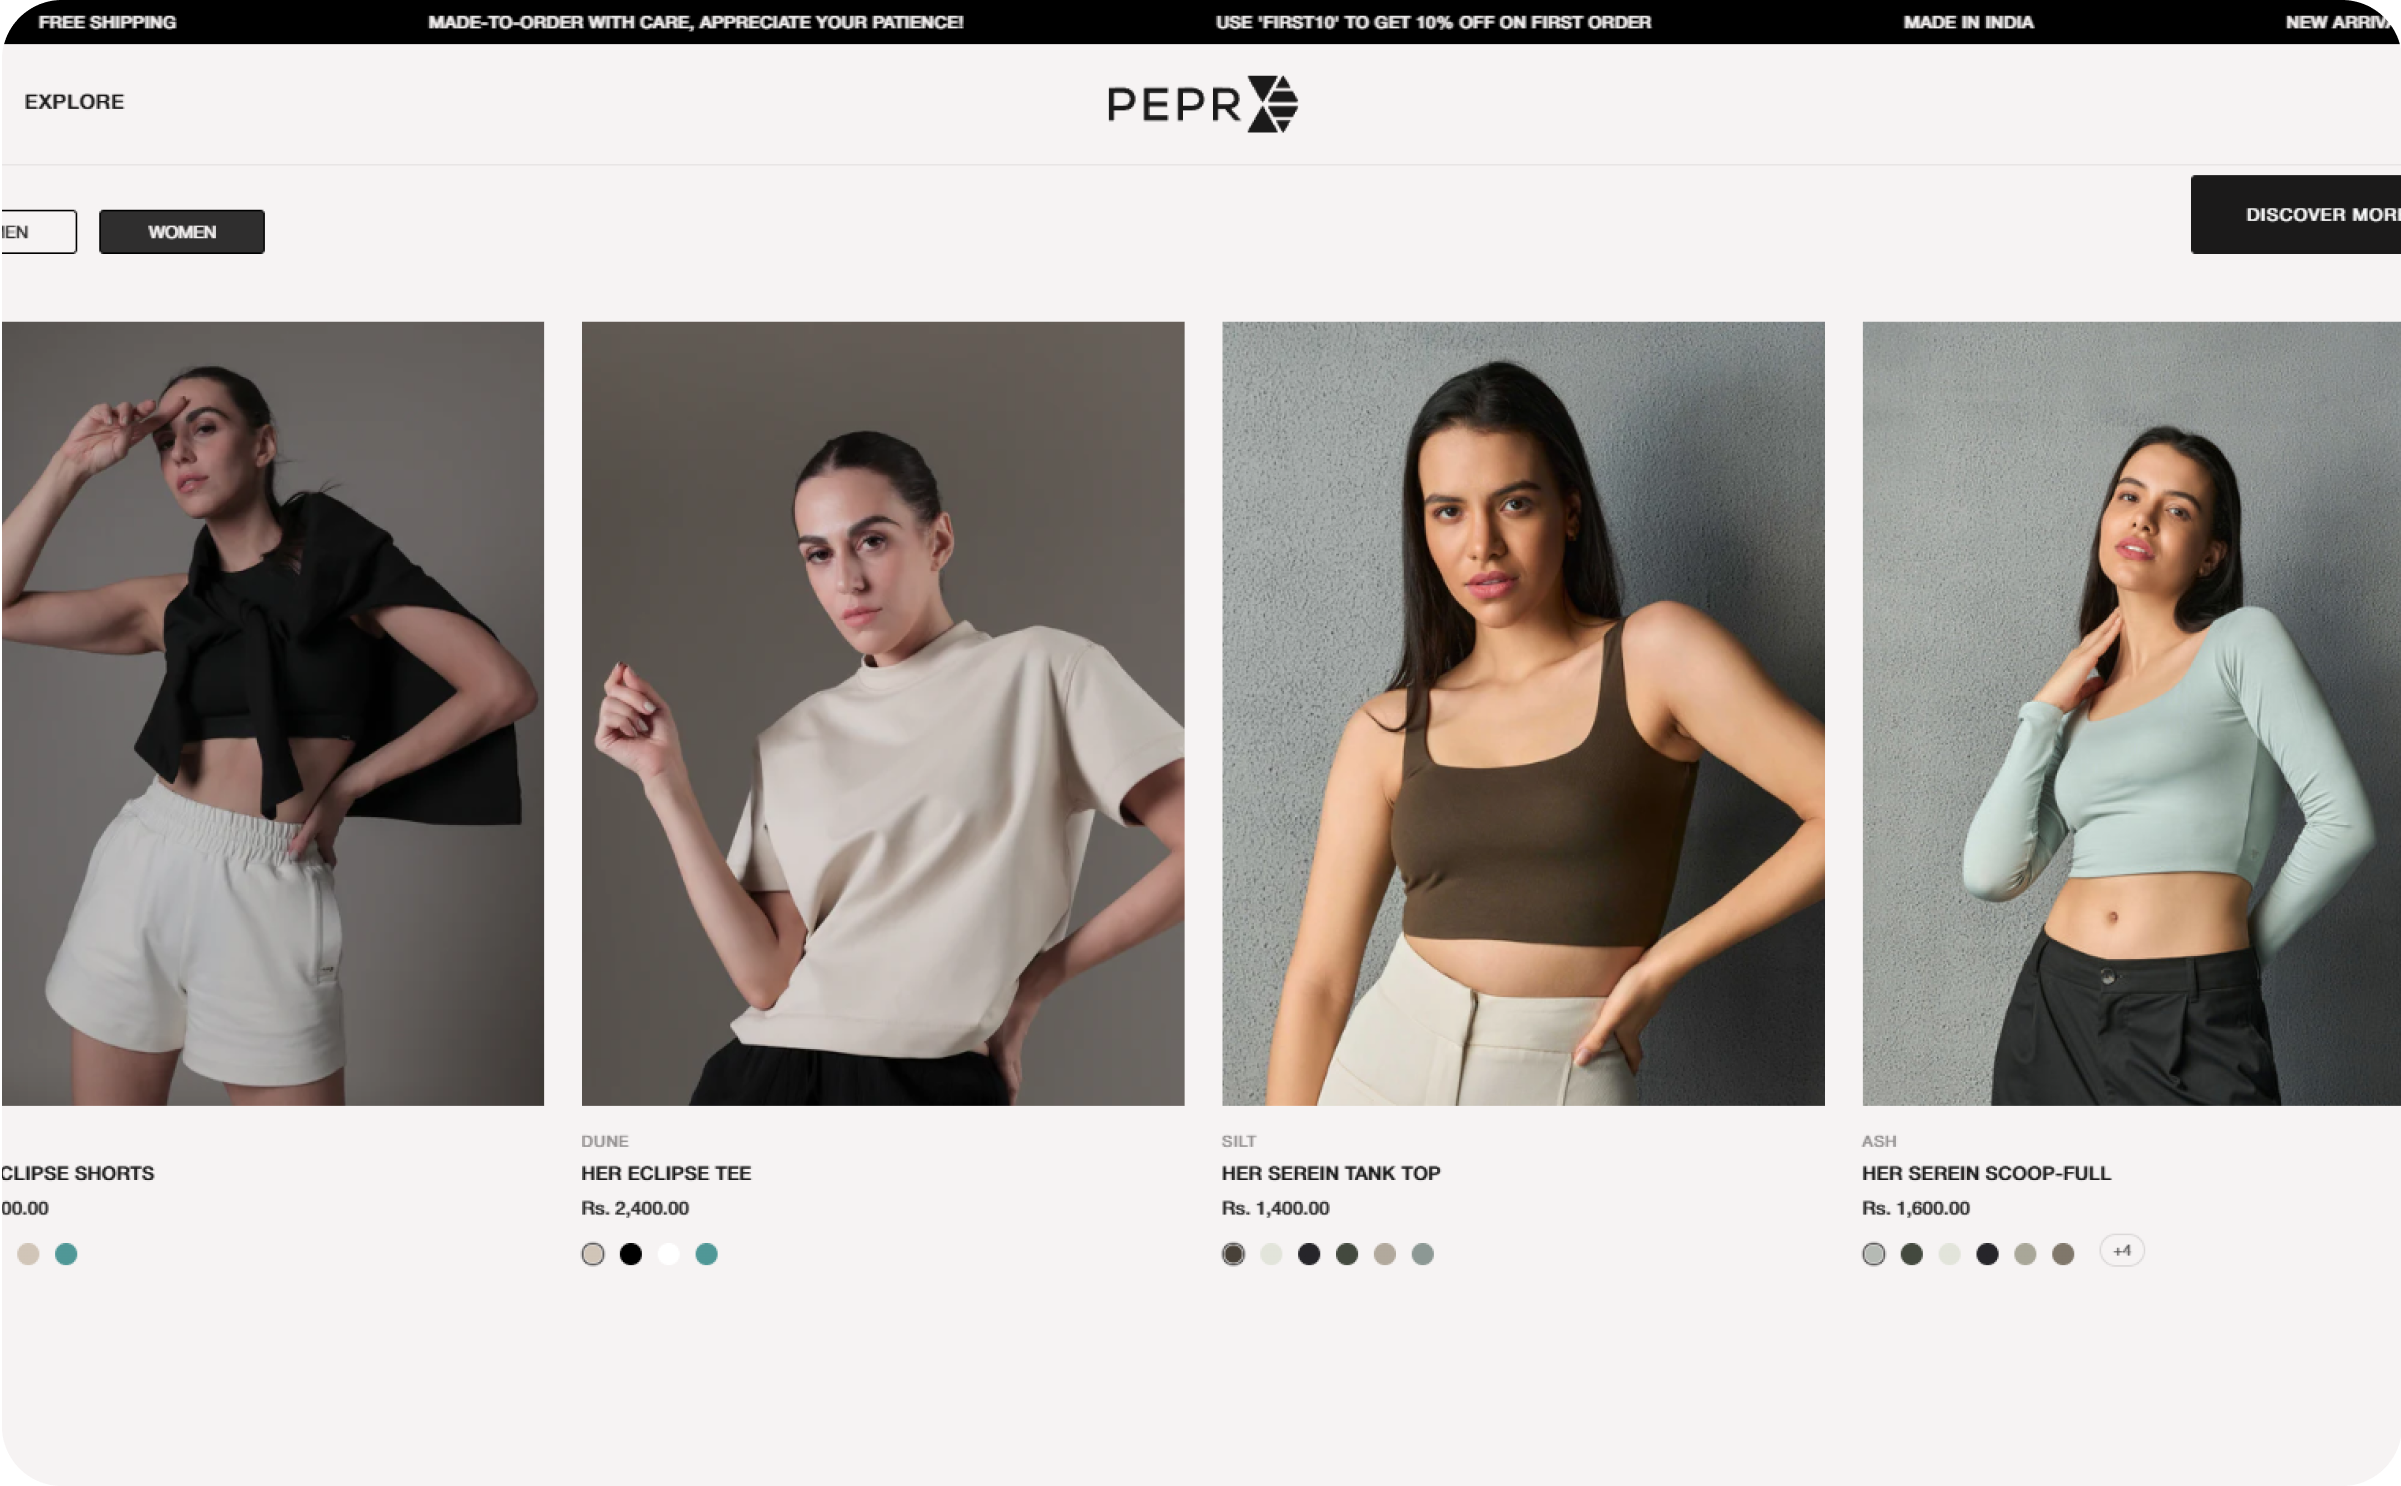 FREE SHIPPING
MADE-TO-ORDER WITH CARE, APPRECIATE YOUR PATIENCE!
USE 'FIRST10' TO GET 10% OFF ON FIRST ORDER
MADE IN INDIA
NEW ARRIV
EXPLORE
PEPR
EN
WOMEN
DISCOVER MOR
CLIPSE SHORTS
00.00
DUNE
HER ECLIPSE TEE
Rs. 2,400.00
SILT
HER SEREIN TANK TOP
Rs. 1,400.00
ASH
HER SEREIN SCOOP-FULL
Rs. 1,600.00
+4